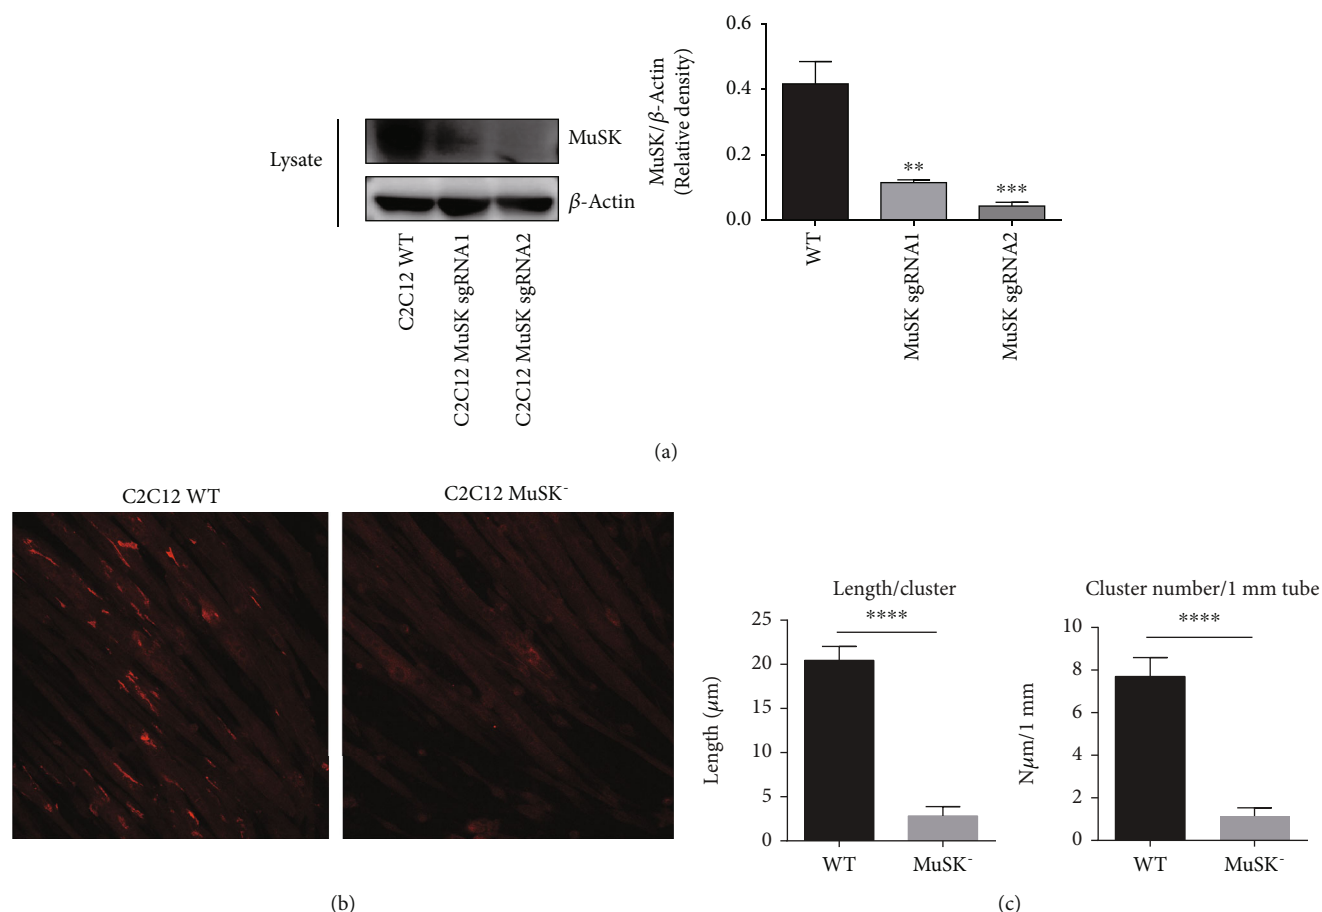 Lysate
MuSK
β-Actin
C2C12 WT
C2C12 MuSK sgRNA1
C2C12 MuSK sgRNA2
MuSK/β-Actin
(Relative density)
0.6
0.4
0.2
0.0
**
***
WT
MuSK sgRNA1
MuSK sgRNA2
(a)
C2C12 WT
C2C12 MuSK⁻
(b)
Length/cluster
****
Length (μm)
25
20
15
10
5
0
WT
MuSK⁻
Cluster number/1 mm tube
****
Nμm/1 mm
10
8
6
4
2
0
WT
MuSK⁻
(c)